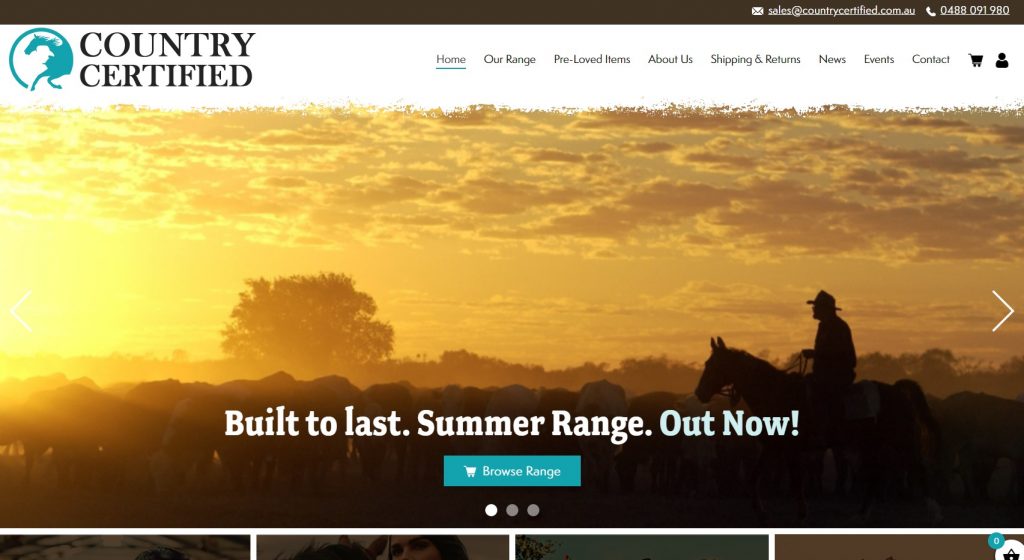 sales@countrycertified.com.au 0488 091 980
COUNTRY
CERTIFIED
Home Our Range Pre-Loved Items About Us Shipping & Returns News Events Contact
Built to last. Summer Range. Out Now!
Browse Range
0